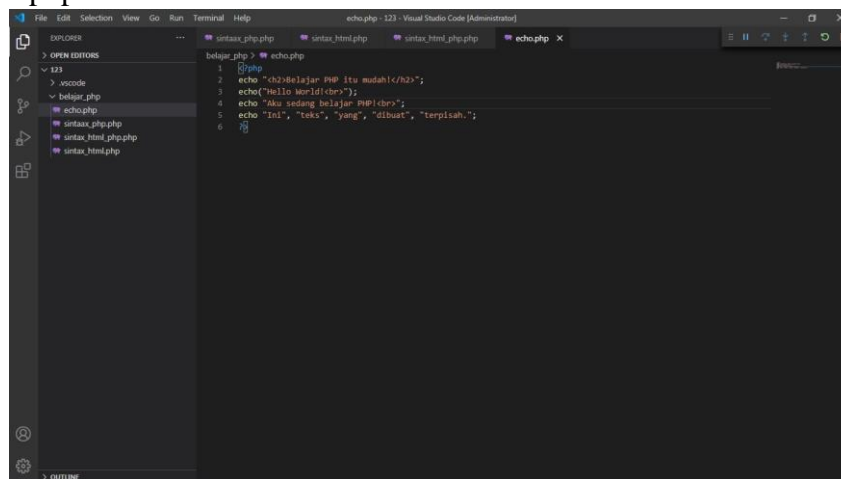 File Edit Selection View Go Run Terminal Help
echo.php - 123 - Visual Studio Code [Administrator]
EXPLORER
sintaax_php.php
sintax_html.php
sintax_html_php.php
echo.php
> OPEN EDITORS
belajar_php > echo.php
123
> .vscode
belajar_php
echo.php
sintaax_php.php
sintax_html_php.php
sintax_html.php
1 <?php
2 echo "<h2>Belajar PHP itu mudah!</h2>";
3 echo("Hello World!<br>");
4 echo "Aku sedang belajar PHP!<br>";
5 echo "Ini", "teks", "yang", "dibuat", "terpisah.";
6 ?>
> OUTLINE